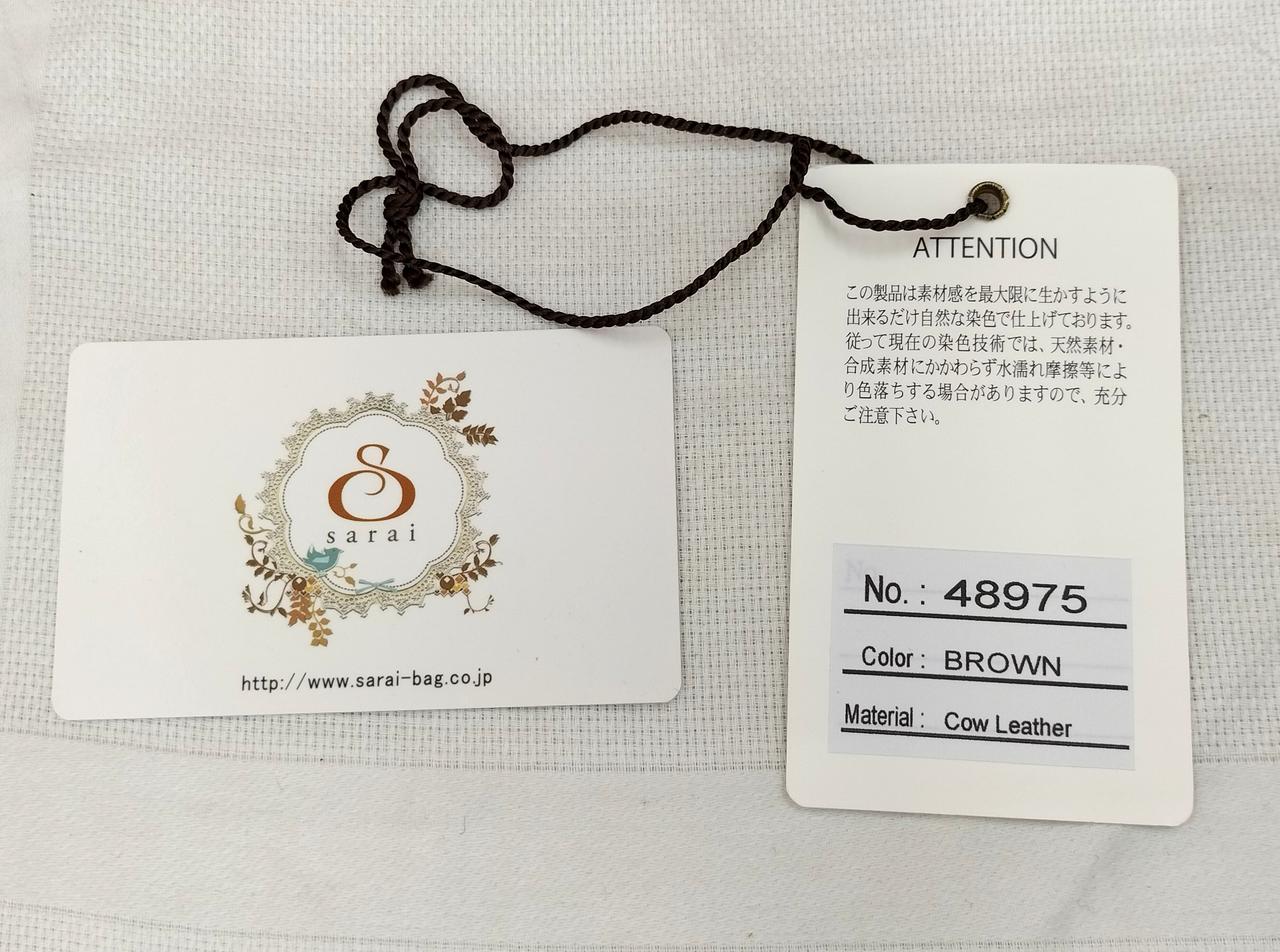 S
sarai
http://www.sarai-bag.co.jp
ATTENTION
この製品は素材感を最大限に生かすように
出来るだけ自然な染色で仕上げております。
従って現在の染色技術では、天然素材・
合成素材にかかわらず水濡れ摩擦等によ
り色落ちする場合がありますので、充分
ご注意下さい。
No. : 48975
Color : BROWN
Material : Cow Leather